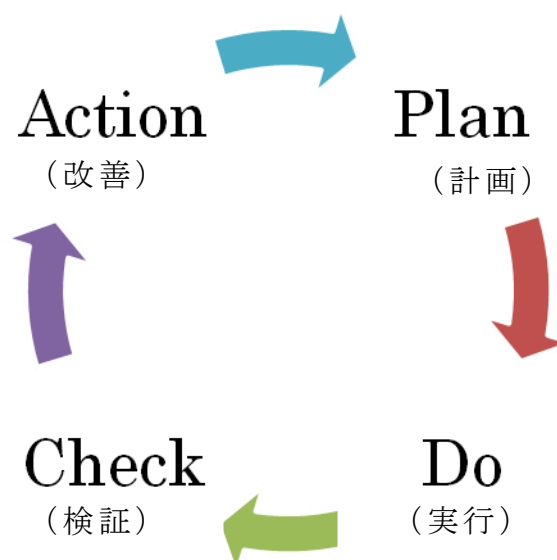 Action
（改善）
Plan
（計画）
Check
（検証）
Do
（実行）